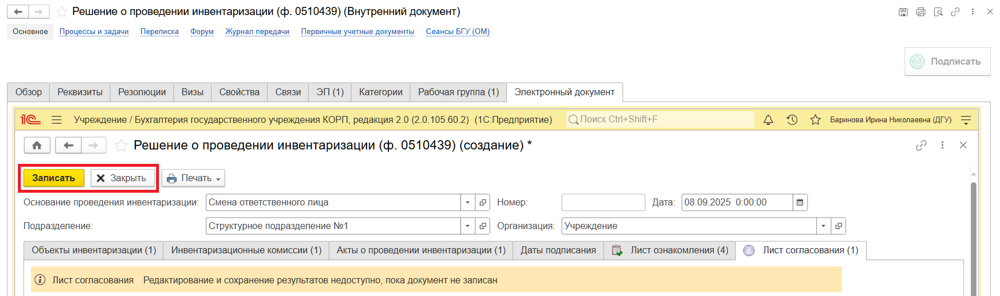 Решение о проведении инвентаризации (ф. 0510439) (Внутренний документ)
Основное Процессы и задачи Переписка Форум Журнал передачи Первичные учетные документы Сеансы БГУ (ОМ)
Подписать
Обзор Реквизиты Резолюции Визы Свойства Связи ЭП (1) Категории Рабочая группа (1) Электронный документ
1С Учреждение / Бухгалтерия государственного учреждения КОРП, редакция 2.0 (2.0.105.60.2) (1С:Предприятие) Поиск Ctrl+Shift+F Баринова Ирина Николаевна (ДГУ)
Решение о проведении инвентаризации (ф. 0510439) (создание) *
Записать Закрыть Печать
Основание проведения инвентаризации: Смена ответственного лица Номер: Дата: 08.09.2025 0:00:00
Подразделение: Структурное подразделение №1 Организация: Учреждение
Объекты инвентаризации (1) Инвентаризационные комиссии (1) Акты о проведении инвентаризации (1) Даты подписания Лист ознакомления (4) Лист согласования (1)
Лист согласования Редактирование и сохранение результатов недоступно, пока документ не записан